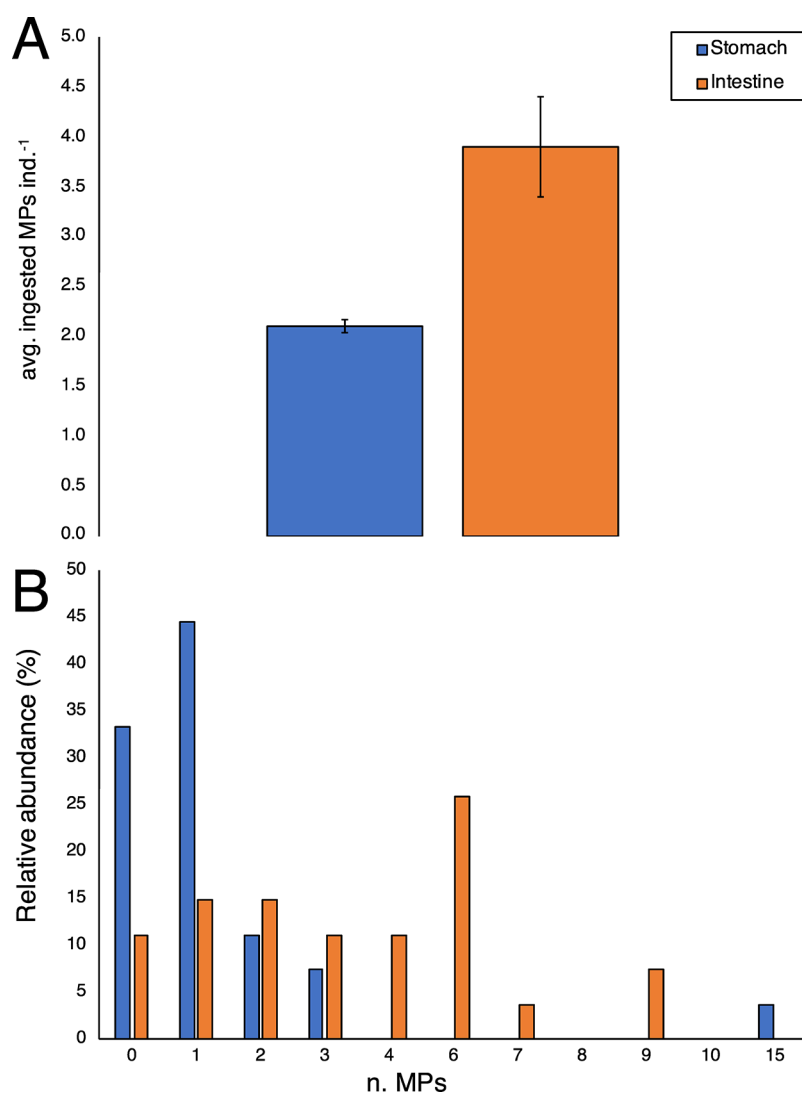 A
Stomach
Intestine
avg. ingested MPs ind.⁻¹
5.0
4.5
4.0
3.5
3.0
2.5
2.0
1.5
1.0
0.5
0.0
B
Relative abundance (%)
50
45
40
35
30
25
20
15
10
5
0
0 1 2 3 4 6 7 8 9 10 15
n. MPs